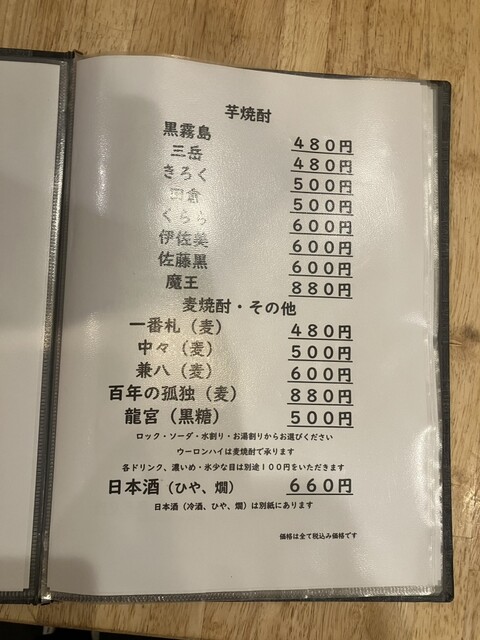 芋焼酎
黒霧島 480円
三岳 480円
きろく 500円
田倉 500円
くらら 600円
伊佐美 600円
佐藤黒 600円
魔王 880円
麦焼酎・その他
一番札（麦） 480円
中々（麦） 500円
兼八（麦） 600円
百年の孤独（麦） 880円
龍宮（黒糖） 500円
ロック・ソーダ・水割り・お湯割りからお選びください
ウーロンハイは麦焼酎で承ります
各ドリンク、濃いめ・氷少な目は別途100円をいただきます
日本酒（ひや、燗） 660円
日本酒（冷酒、ひや、燗）は別紙にあります
価格は全て税込み価格です